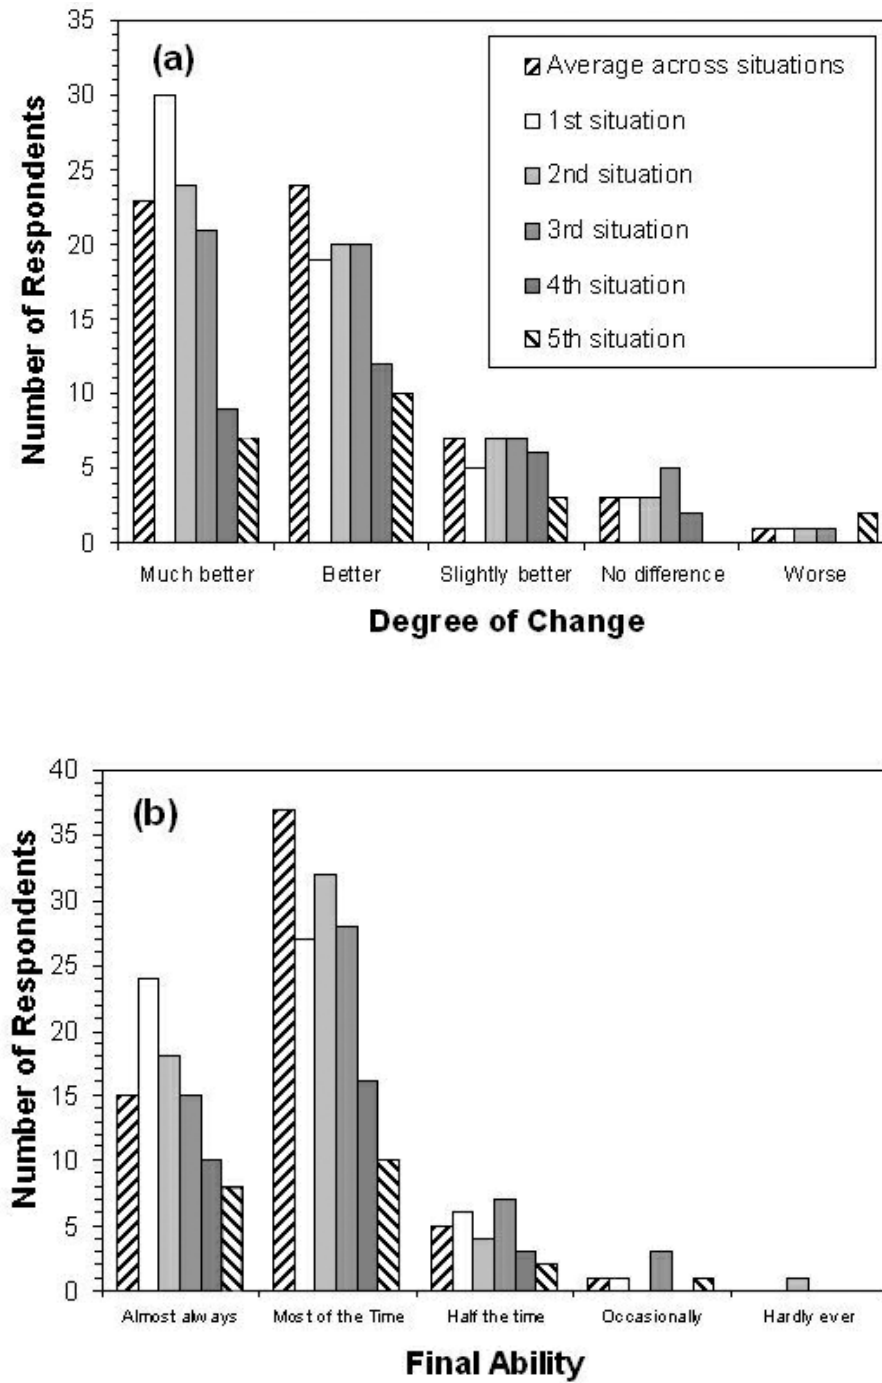 35
30
25
20
15
10
5
0
Number of Respondents
(a)
Average across situations
1st situation
2nd situation
3rd situation
4th situation
5th situation
Much better Better Slightly better No difference Worse
Degree of Change
40
35
30
25
20
15
10
5
0
Number of Respondents
(b)
Almost always Most of the Time Half the time Occasionally Hardly ever
Final Ability